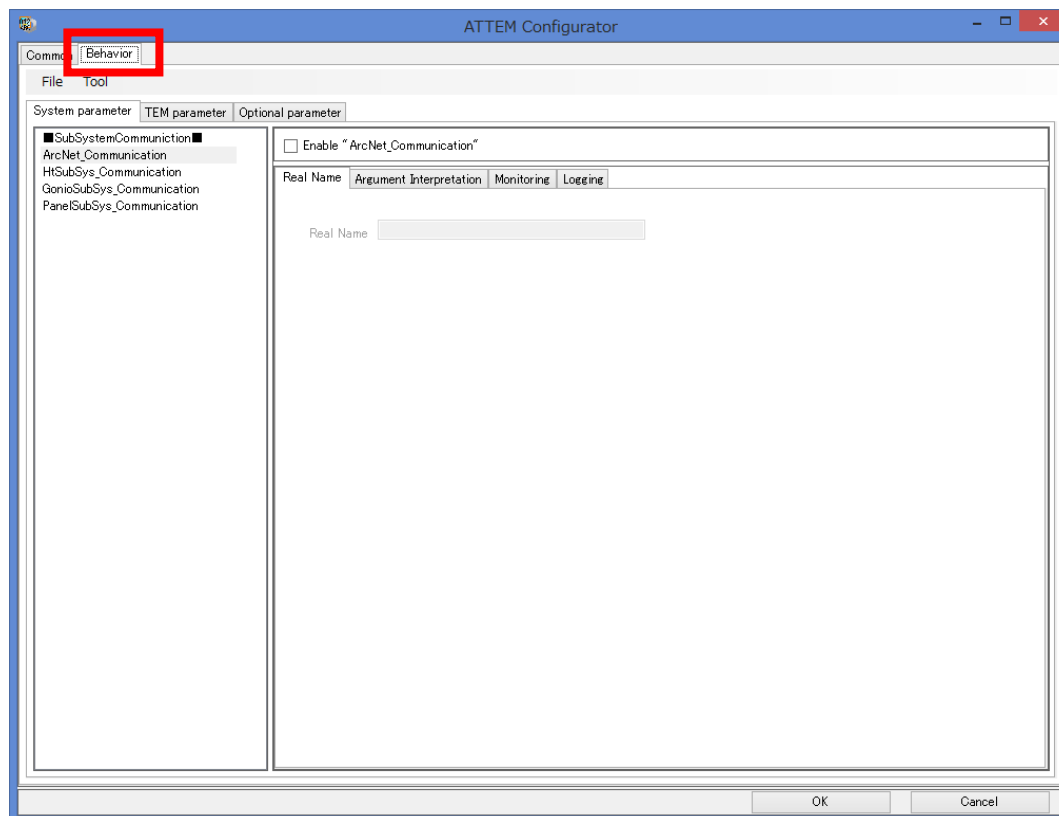 ATTEM Configurator
Common Behavior
File Tool
System parameter TEM parameter Optional parameter
■SubSystemCommuniction■
ArcNet_Communication
HtSubSys_Communication
GonioSubSys_Communication
PanelSubSys_Communication
Enable "ArcNet_Communication"
Real Name Argument Interpretation Monitoring Logging
Real Name
OK Cancel